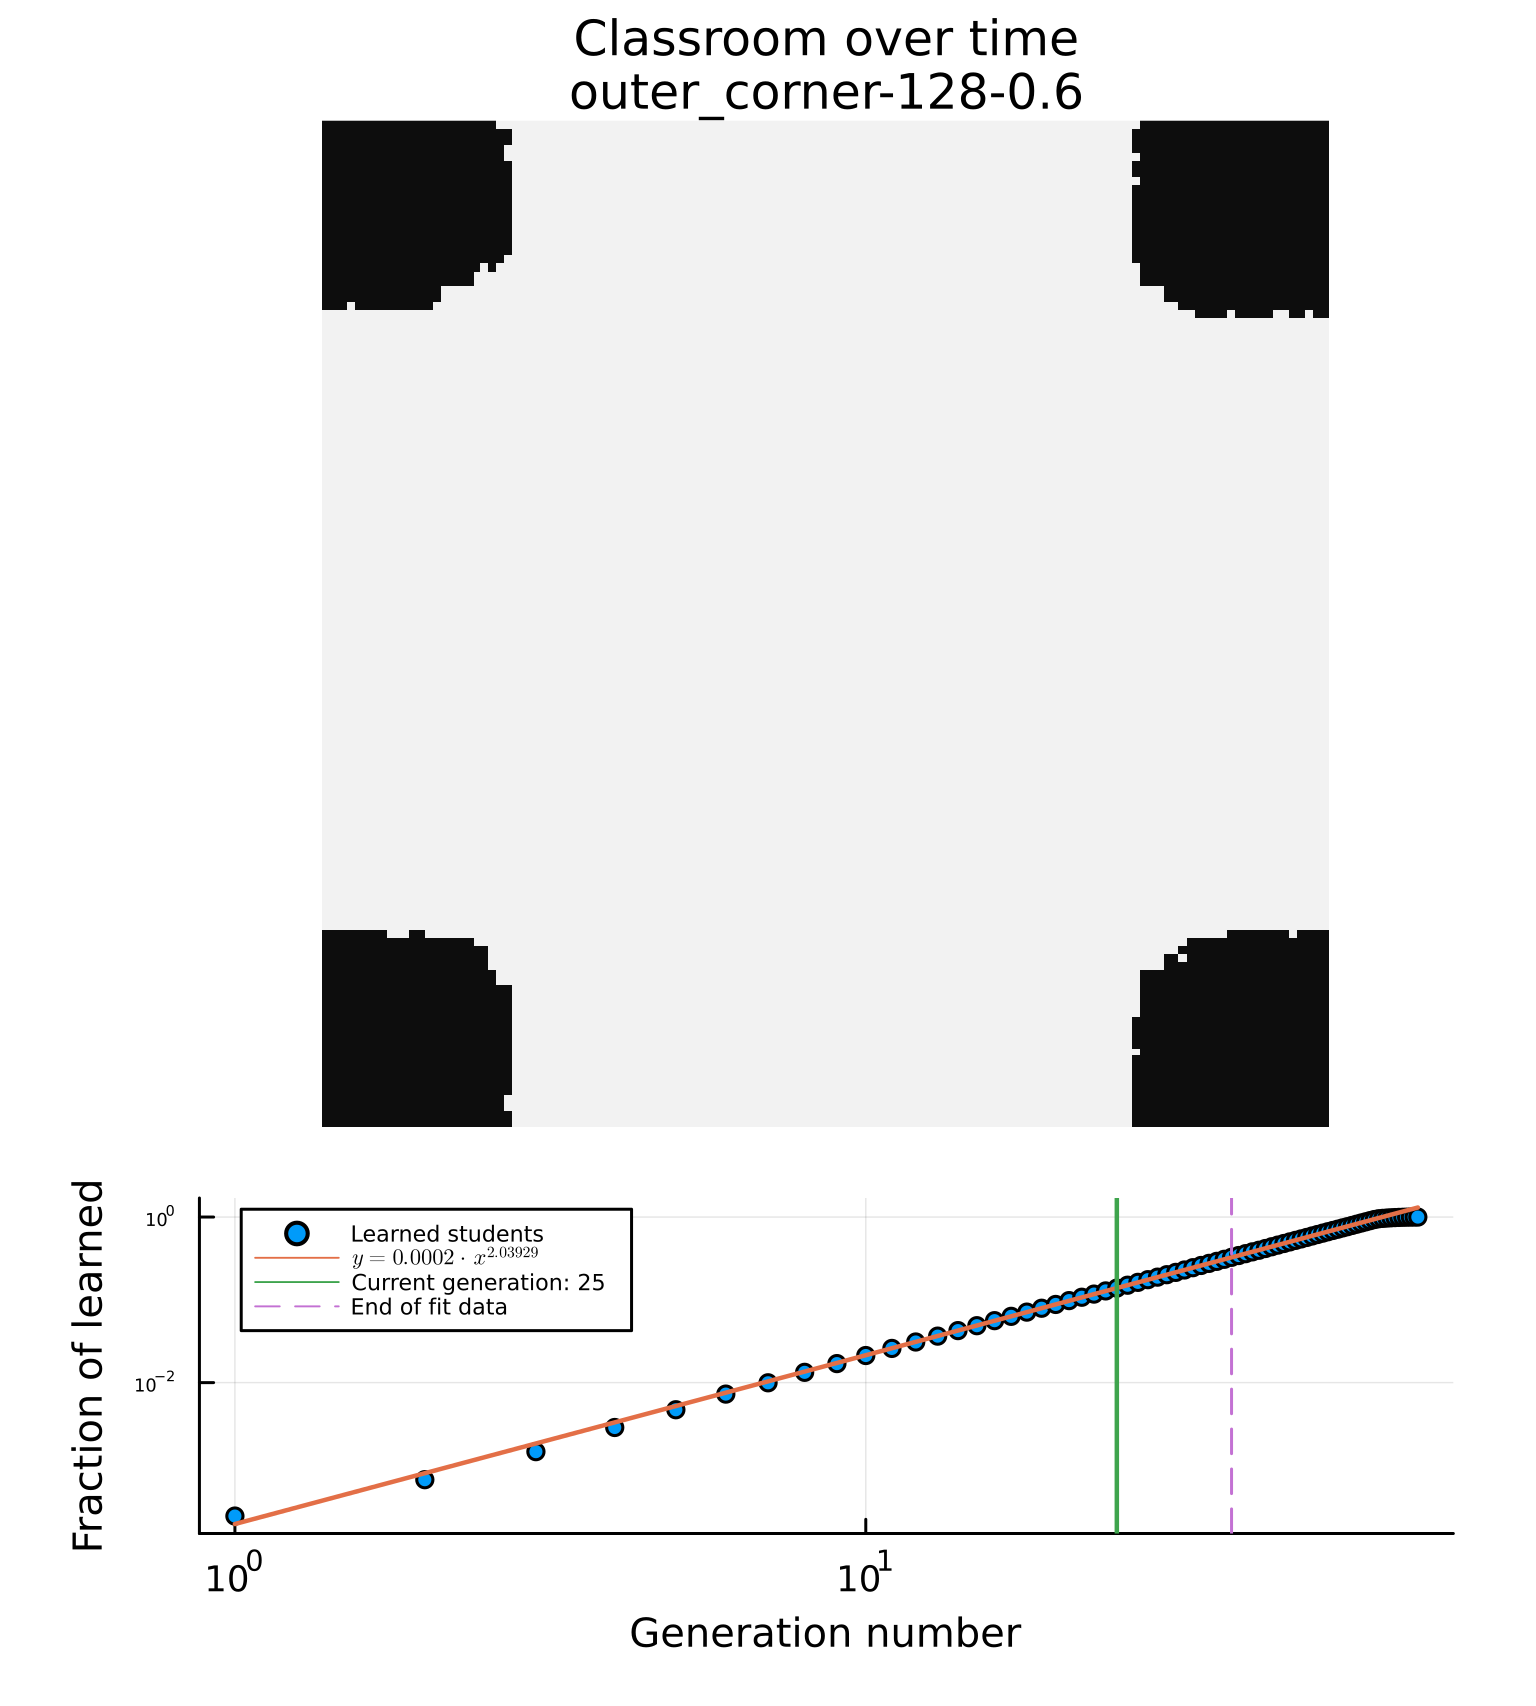 Classroom over time
outer_corner-128-0.6
Fraction of learned
10^0
10^-2
Learned students
y = 0.0002 · x^2.03929
Current generation: 25
End of fit data
10^0
10^1
Generation number